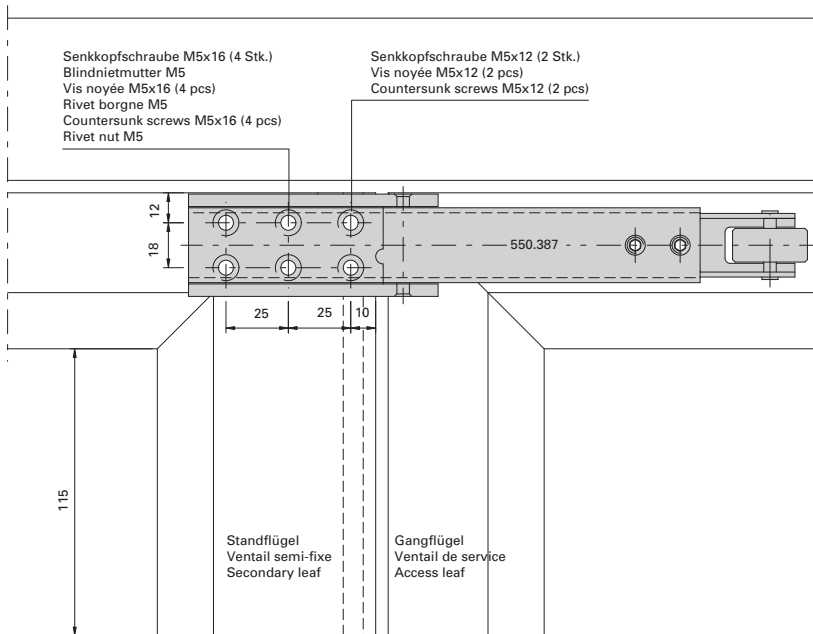 Senkkopfschraube M5x16 (4 Stk.)
Blindnietmutter M5
Vis noyée M5x16 (4 pcs)
Rivet borgne M5
Countersunk screws M5x16 (4 pcs)
Rivet nut M5
Senkkopfschraube M5x12 (2 Stk.)
Vis noyée M5x12 (2 pcs)
Countersunk screws M5x12 (2 pcs)
12
18
550.387
25
25
10
115
Standflügel
Ventail semi-fixe
Secondary leaf
Gangflügel
Ventail de service
Access leaf